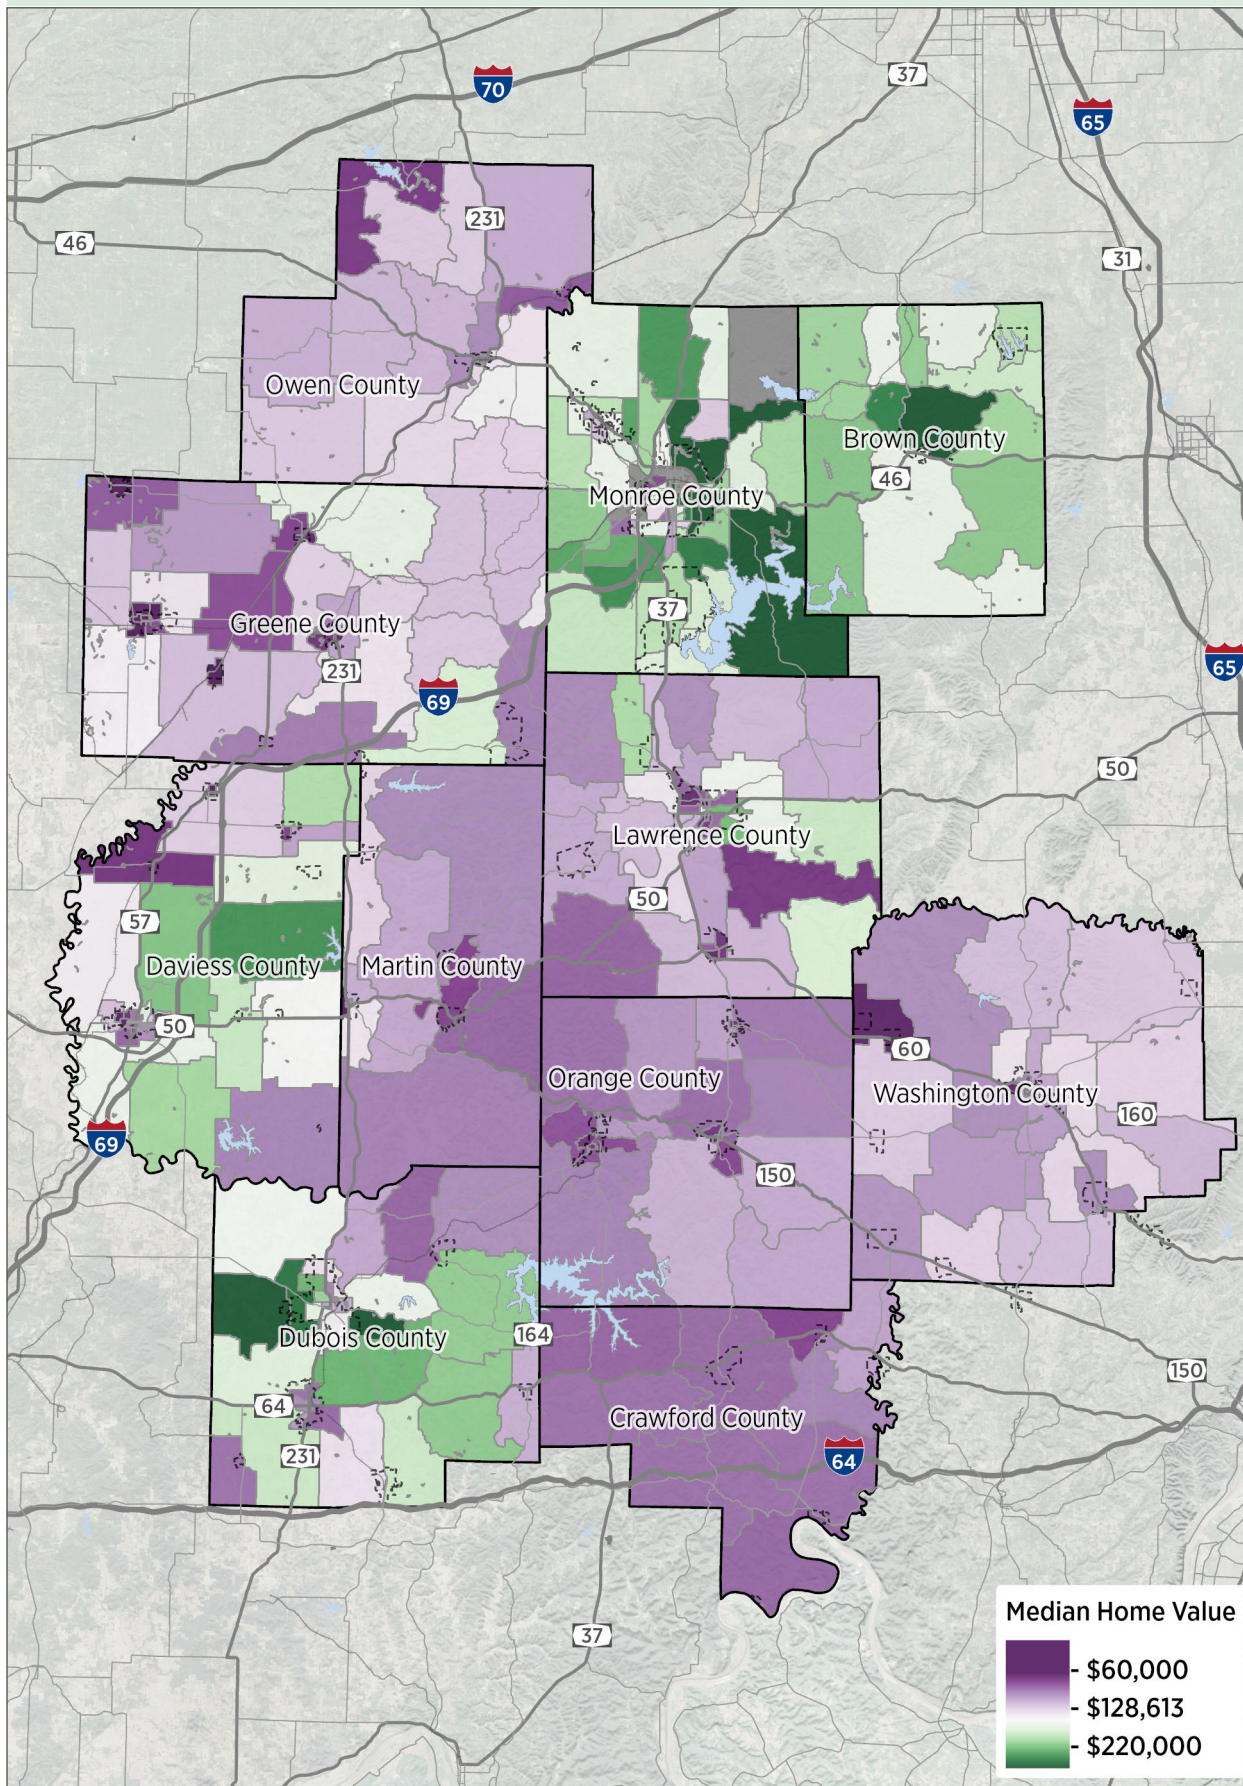 70
37
65
231
46
31
Owen County
Brown County
46
Monroe County
37
Greene County
231
65
69
50
Lawrence County
50
57
Daviess County
Martin County
50
60
Orange County
Washington County
160
69
150
164
Dubois County
150
64
Crawford County
231
64
37
Median Home Value
- $60,000
- $128,613
- $220,000